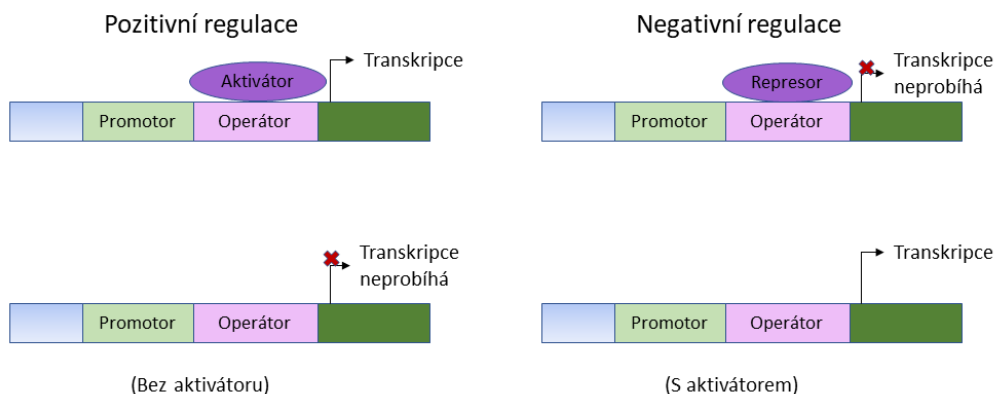 Pozitivní regulace
Aktivátor
Transkripce
Promotor
Operátor
Transkripce
neprobíhá
Promotor
Operátor
(Bez aktivátoru)
Negativní regulace
Represor
Transkripce
neprobíhá
Promotor
Operátor
Transkripce
Promotor
Operátor
(S aktivátorem)